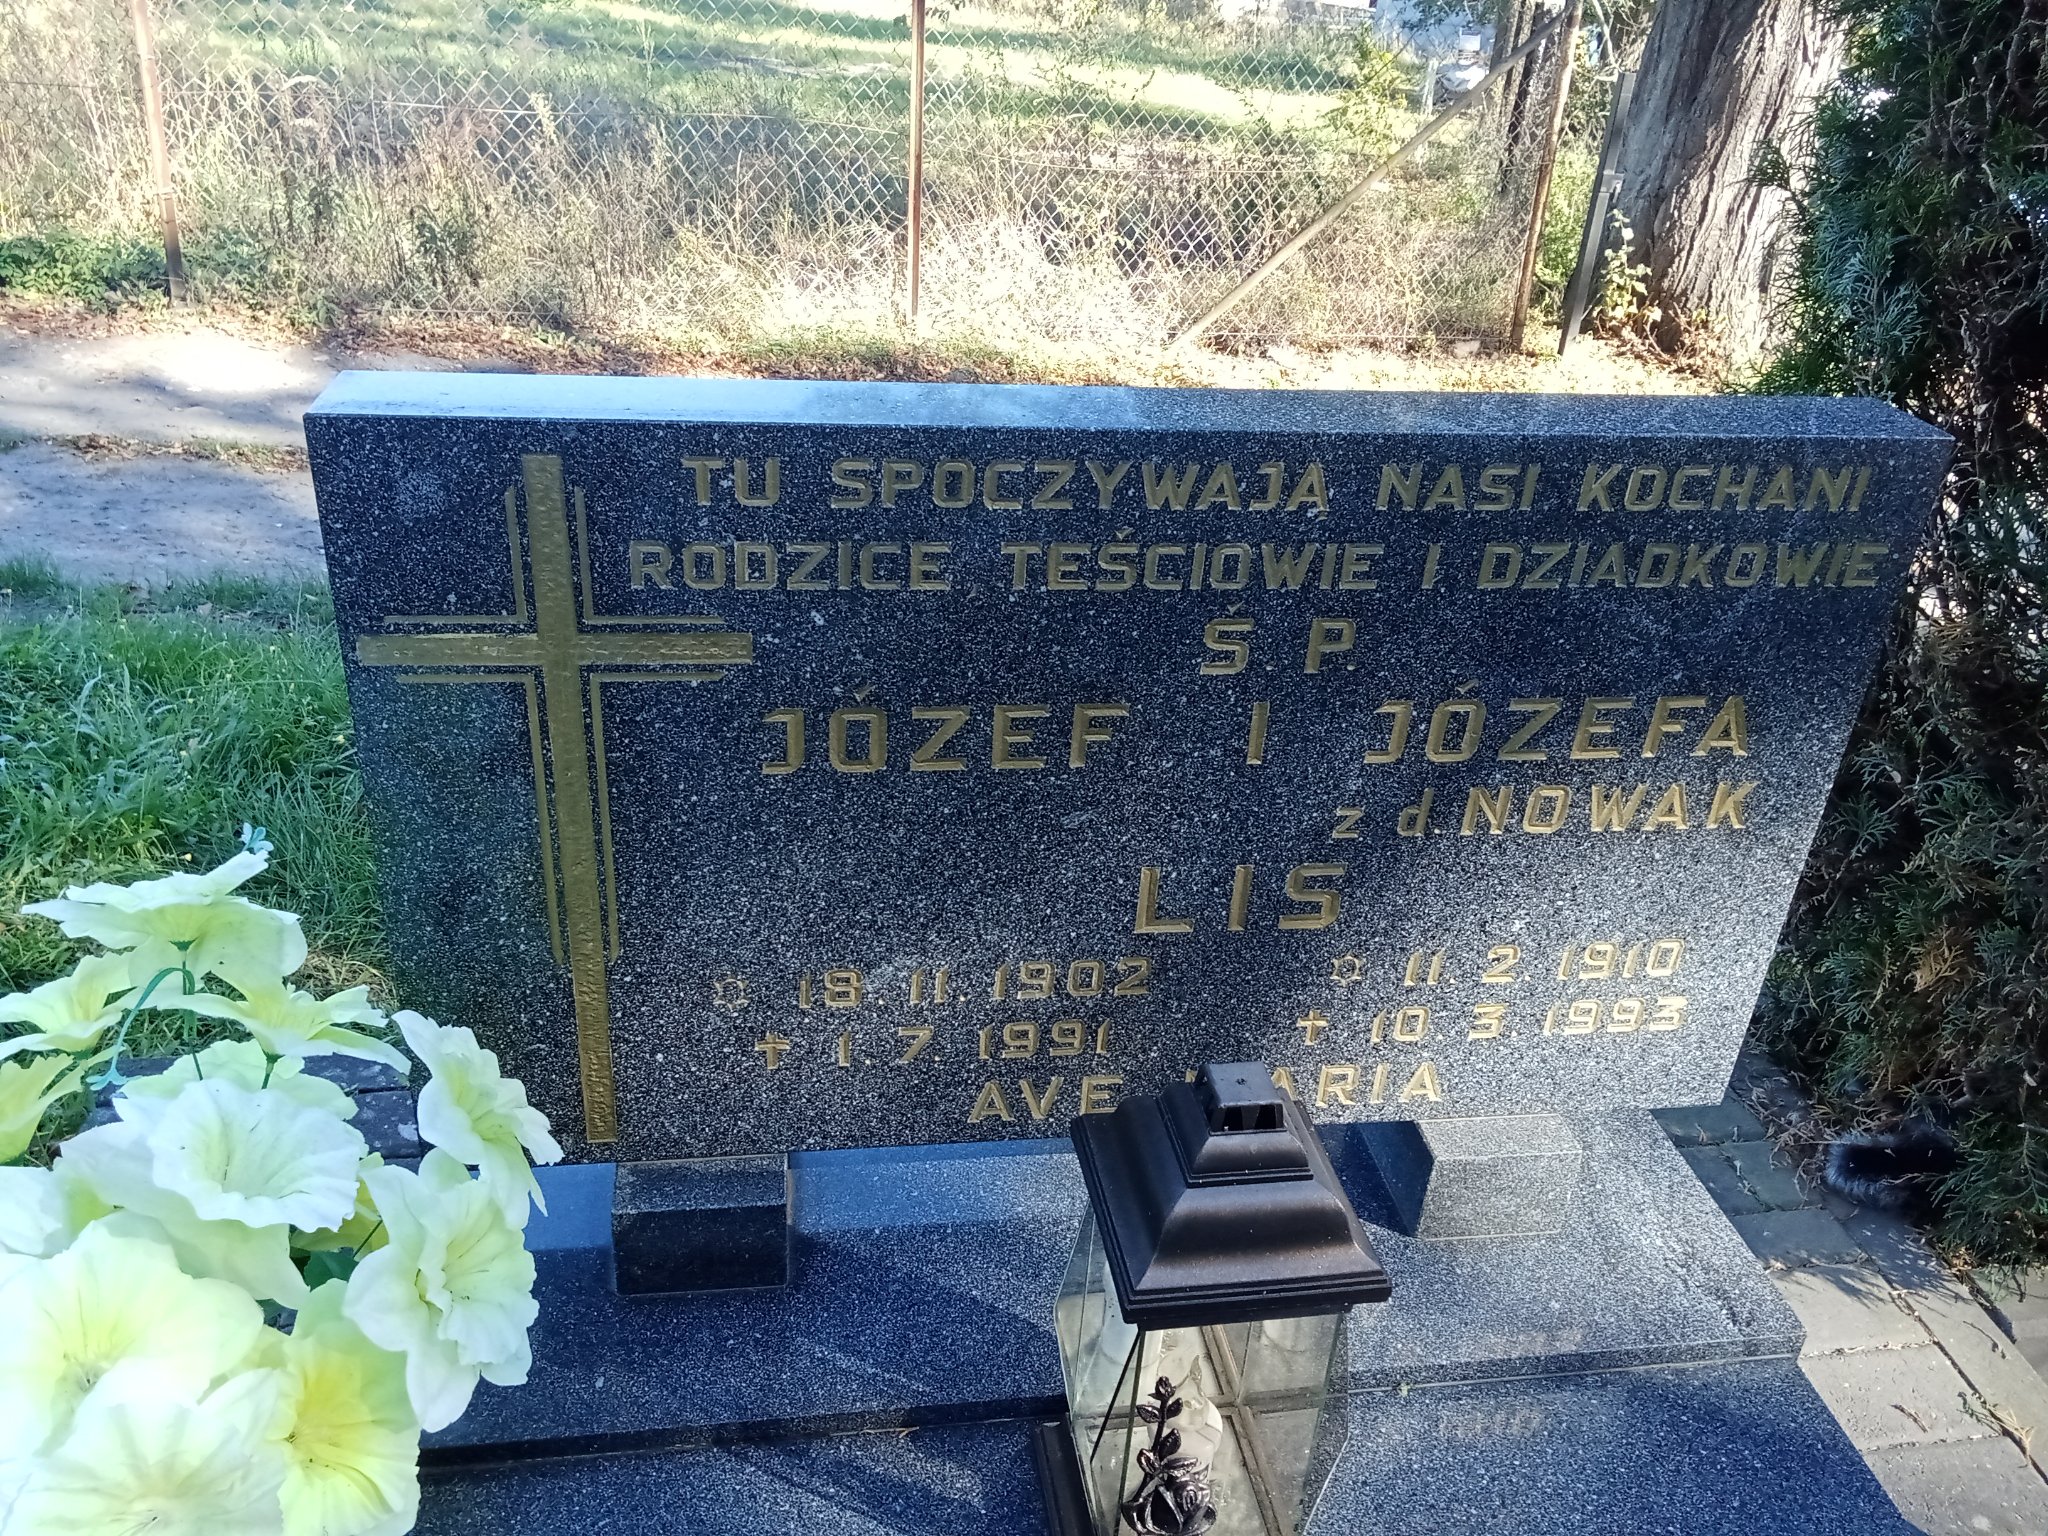 TU SPOCZYWAJĄ NASI KOCHANI
RODZICE, TEŚCIOWIE I DZIADKOWIE
Ś. P.
JÓZEF I JÓZEFA
z d. NOWAK
LIS
18. 11. 1902 11. 2. 1910
† 1. 7. 1991 † 10. 3. 1993
AVE MARIA